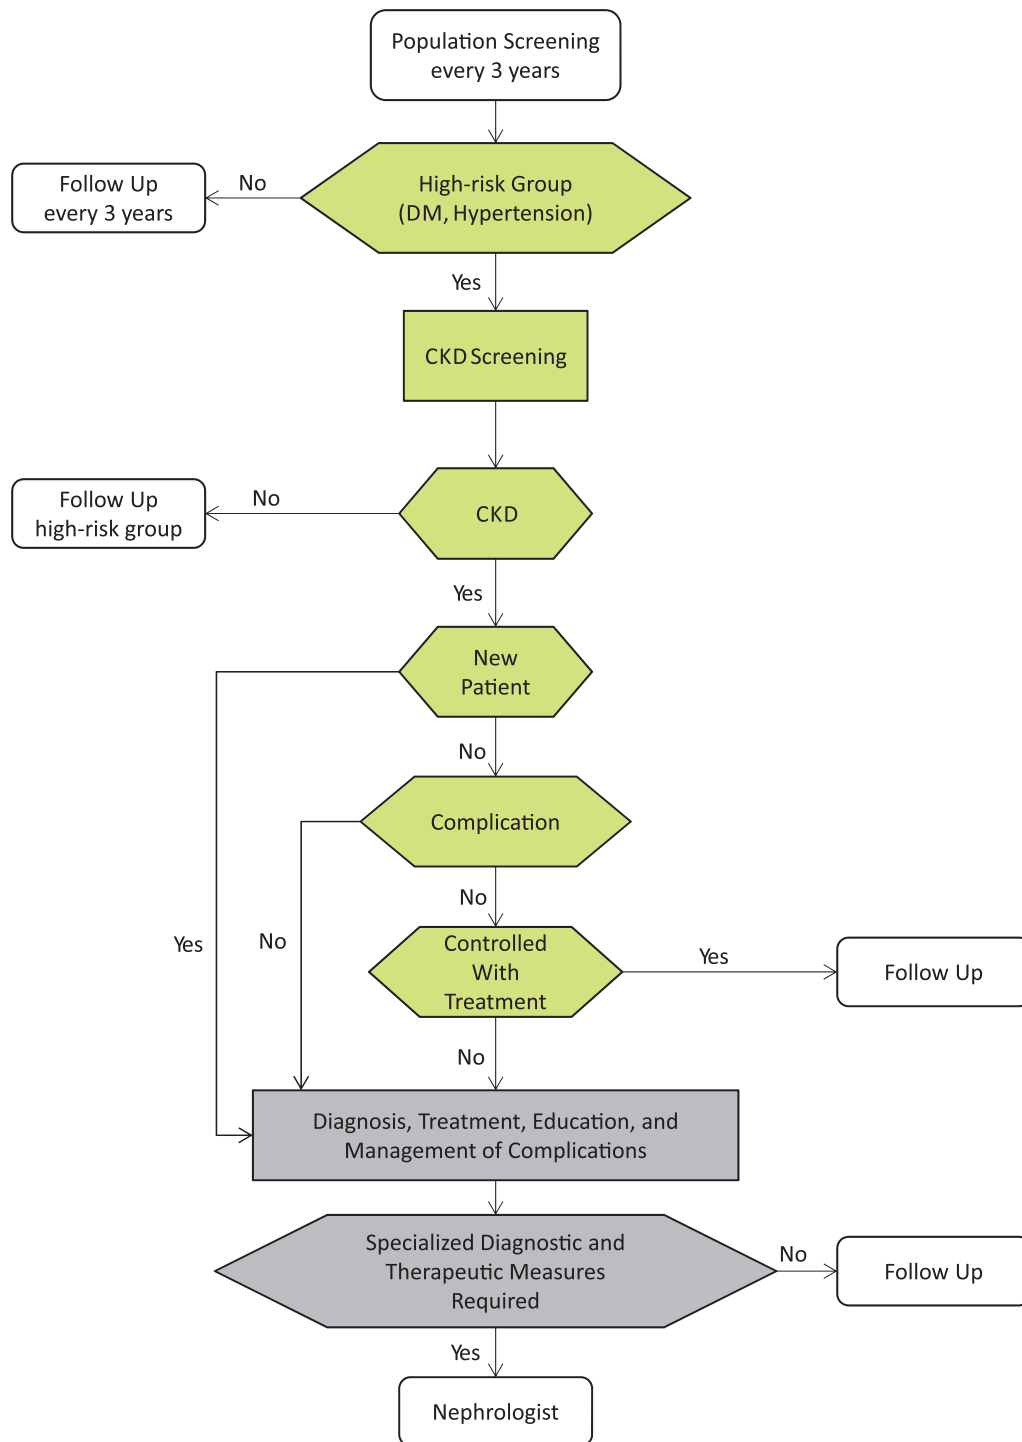 Population Screening
every 3 years
High-risk Group
(DM, Hypertension)
No
Follow Up
every 3 years
Yes
CKD Screening
CKD
No
Follow Up
high-risk group
Yes
New
Patient
No
Complication
No
Yes
No
Controlled
With
Treatment
Yes
Follow Up
No
Diagnosis, Treatment, Education, and
Management of Complications
Specialized Diagnostic and
Therapeutic Measures
Required
No
Follow Up
Yes
Nephrologist